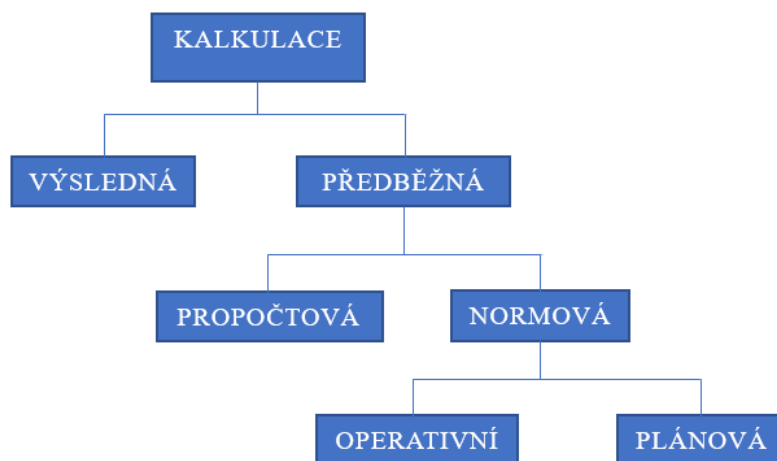 KALKULACE
VÝSLEDNÁ
PŘEDBĚŽNÁ
PROPOČTOVÁ
NORMOVÁ
OPERATIVNÍ
PLÁNOVÁ